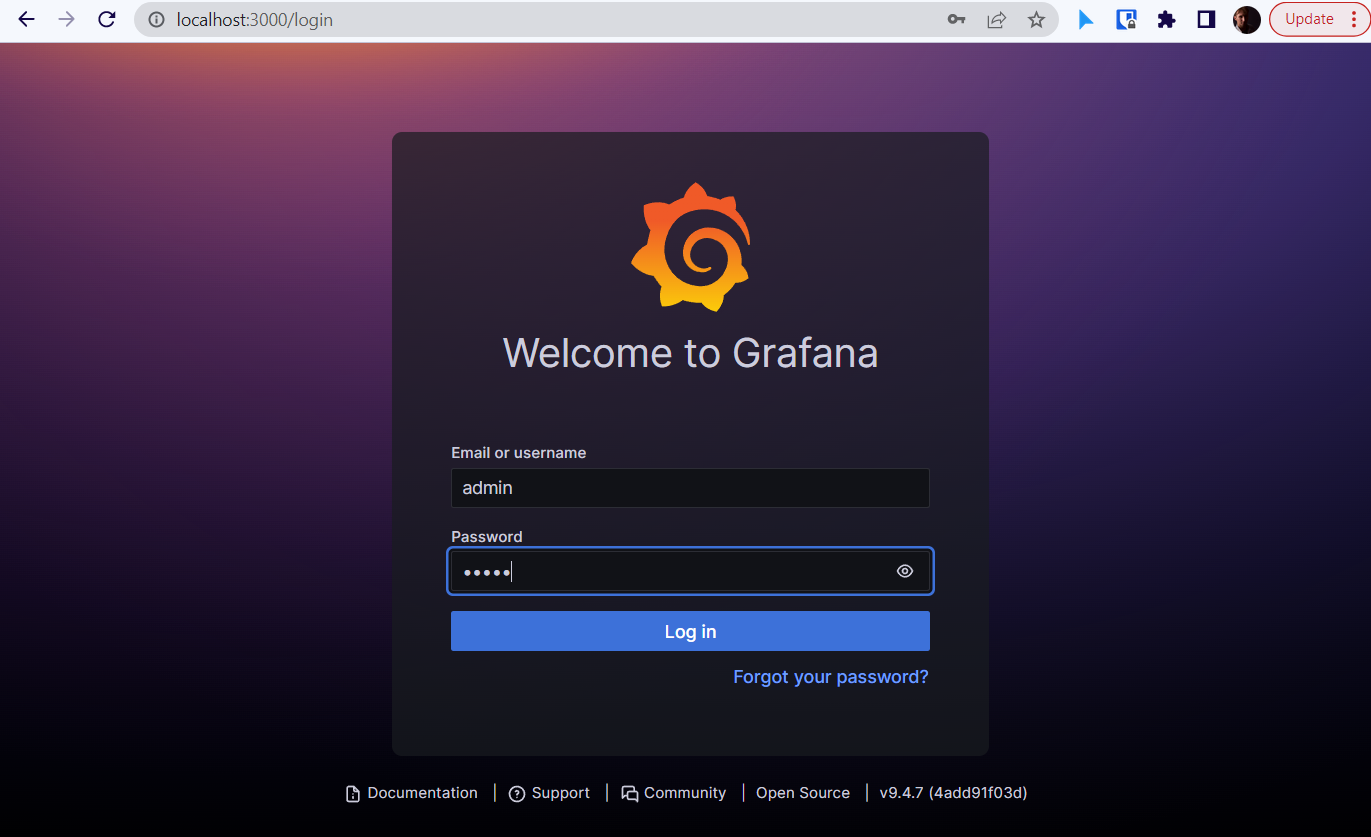 localhost:3000/login
Update
Welcome to Grafana
Email or username
admin
Password
•••••
Log in
Forgot your password?
Documentation | Support | Community | Open Source | v9.4.7 (4add91f03d)